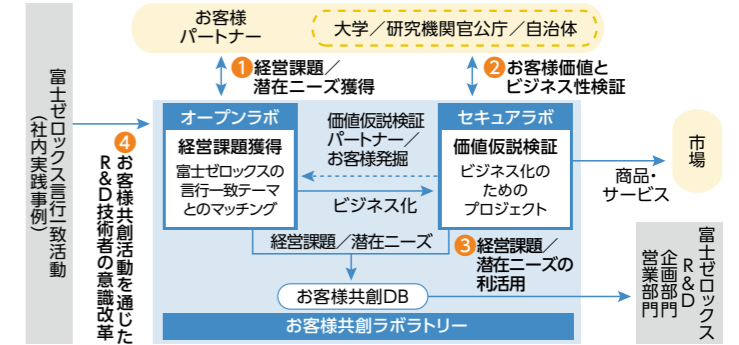 お客様
パートナー
大学／研究機関官公庁／自治体
❶経営課題／
潜在ニーズ獲得
❷お客様価値と
ビジネス性検証
富士ゼロックス言行一致活動
（社内実践事例）
❹
お客様共創活動を通じた
R&D技術者の意識改革
オープンラボ
経営課題獲得
富士ゼロックスの
言行一致テーマ
とのマッチング
価値仮説検証
パートナー／
お客様発掘
ビジネス化
セキュアラボ
価値仮説検証
ビジネス化の
ための
プロジェクト
商品・
サービス
市場
経営課題／潜在ニーズ
❸経営課題／
潜在ニーズの
利活用
お客様共創DB
お客様共創ラボラトリー
富士ゼロックス
R&D
企画部門
営業部門